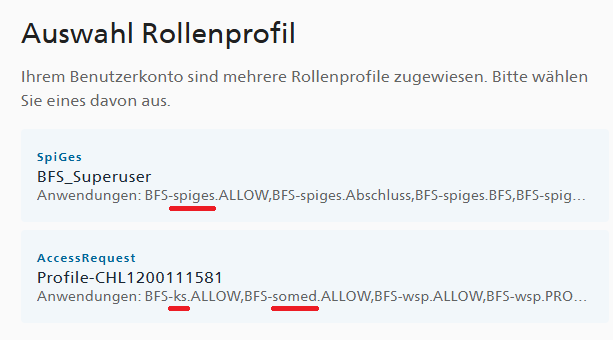 Auswahl Rollenprofil
Ihrem Benutzerkonto sind mehrere Rollenprofile zugewiesen. Bitte wählen
Sie eines davon aus.
SpiGes
BFS_Superuser
Anwendungen: BFS-spiges.ALLOW,BFS-spiges.Abschluss,BFS-spiges.BFS,BFS-spig...
AccessRequest
Profile-CHL1200111581
Anwendungen: BFS-ks.ALLOW,BFS-somed.ALLOW,BFS-wsp.ALLOW,BFS-wsp.PRO...